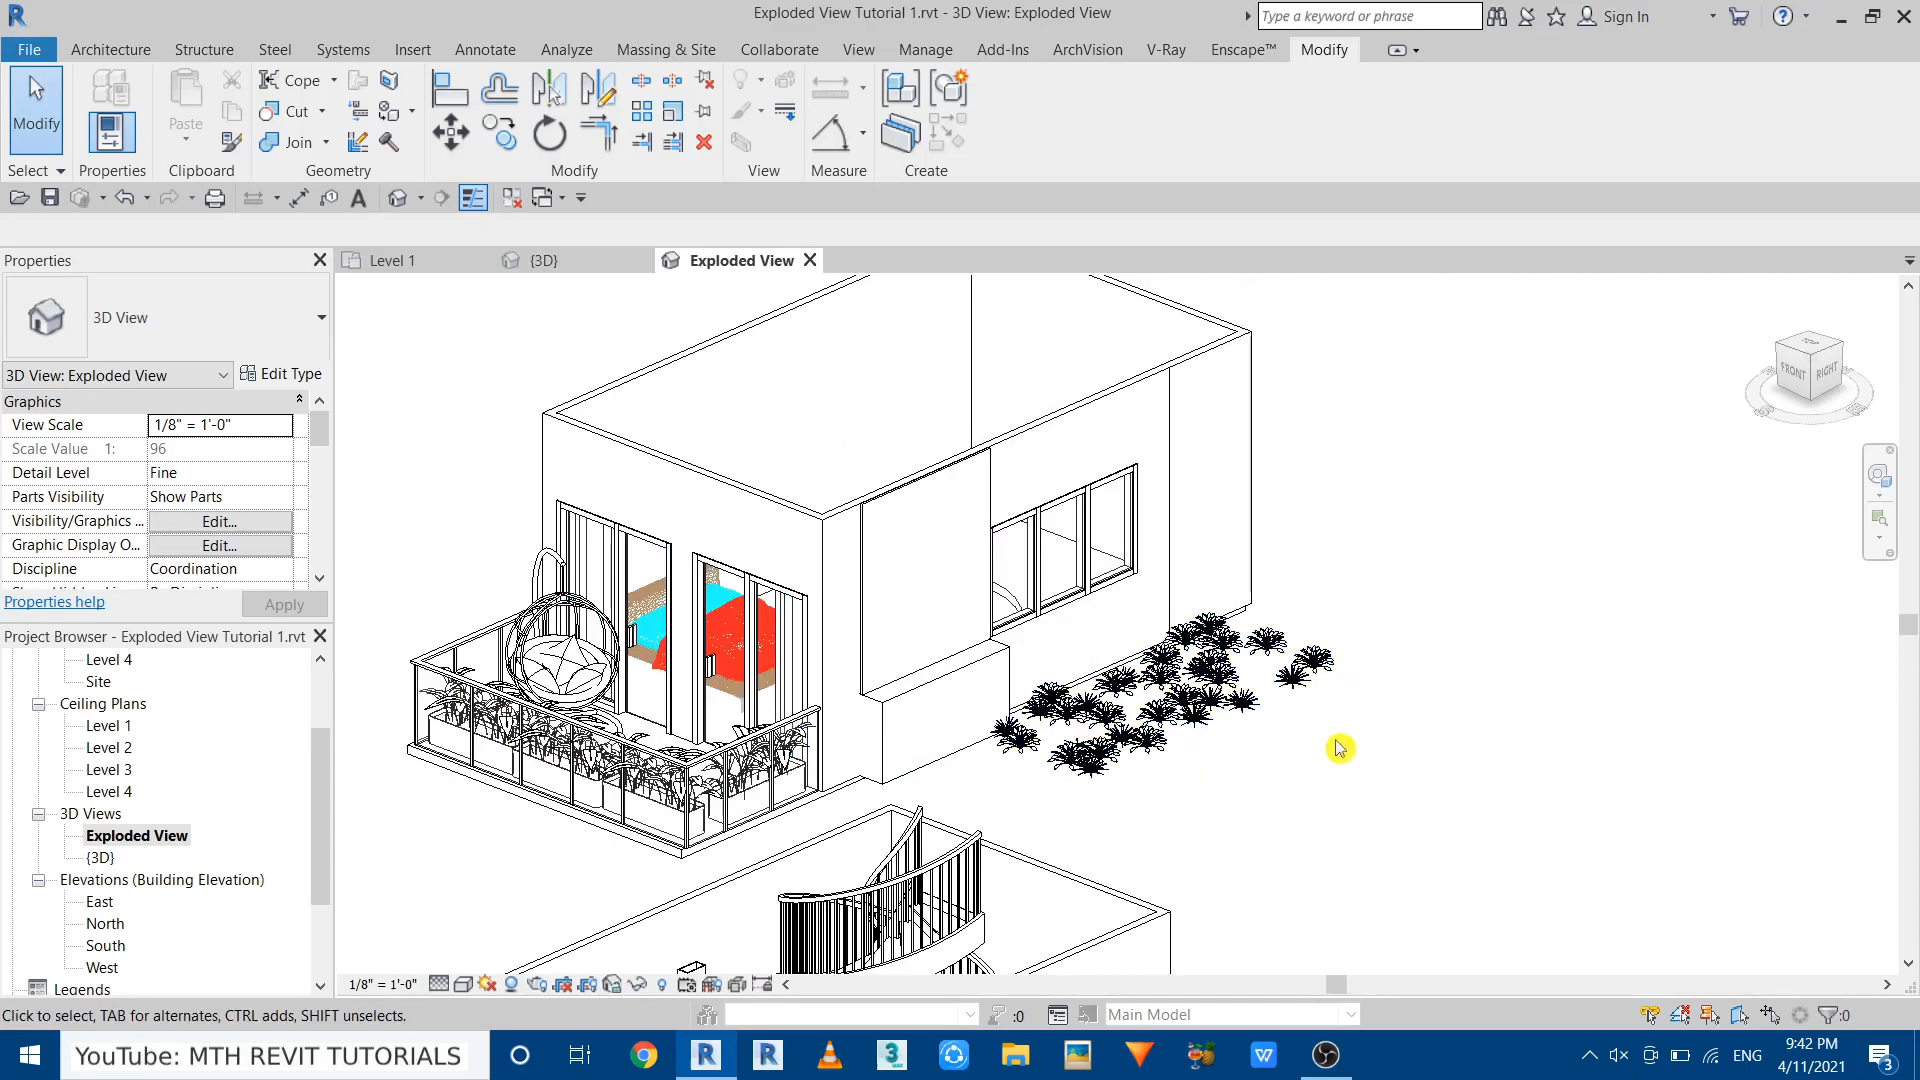 Exploded View Tutorial 1.rvt - 3D View: Exploded View
Type a keyword or phrase
Sign In
File Architecture Structure Steel Systems Insert Annotate Analyze Massing & Site Collaborate View Manage Add-Ins ArchVision V-Ray Enscape™ Modify
Modify
Paste
Cope
Cut
Join
Select Properties Clipboard Geometry Modify View Measure Create
Properties
Level 1 {3D} Exploded View
3D View
3D View: Exploded View Edit Type
Graphics
View Scale 1/8" = 1'-0"
Scale Value 1: 96
Detail Level Fine
Parts Visibility Show Parts
Visibility/Graphics ... Edit...
Graphic Display O... Edit...
Discipline Coordination
Properties help Apply
Project Browser - Exploded View Tutorial 1.rvt
Level 4
Site
Ceiling Plans
Level 1
Level 2
Level 3
Level 4
3D Views
Exploded View
{3D}
Elevations (Building Elevation)
East
North
South
West
Legends
TOP
FRONT RIGHT
1/8" = 1'-0"
Click to select, TAB for alternates, CTRL adds, SHIFT unselects.
:0
Main Model
:0
YouTube: MTH REVIT TUTORIALS
ENG
9:42 PM
4/11/2021
3